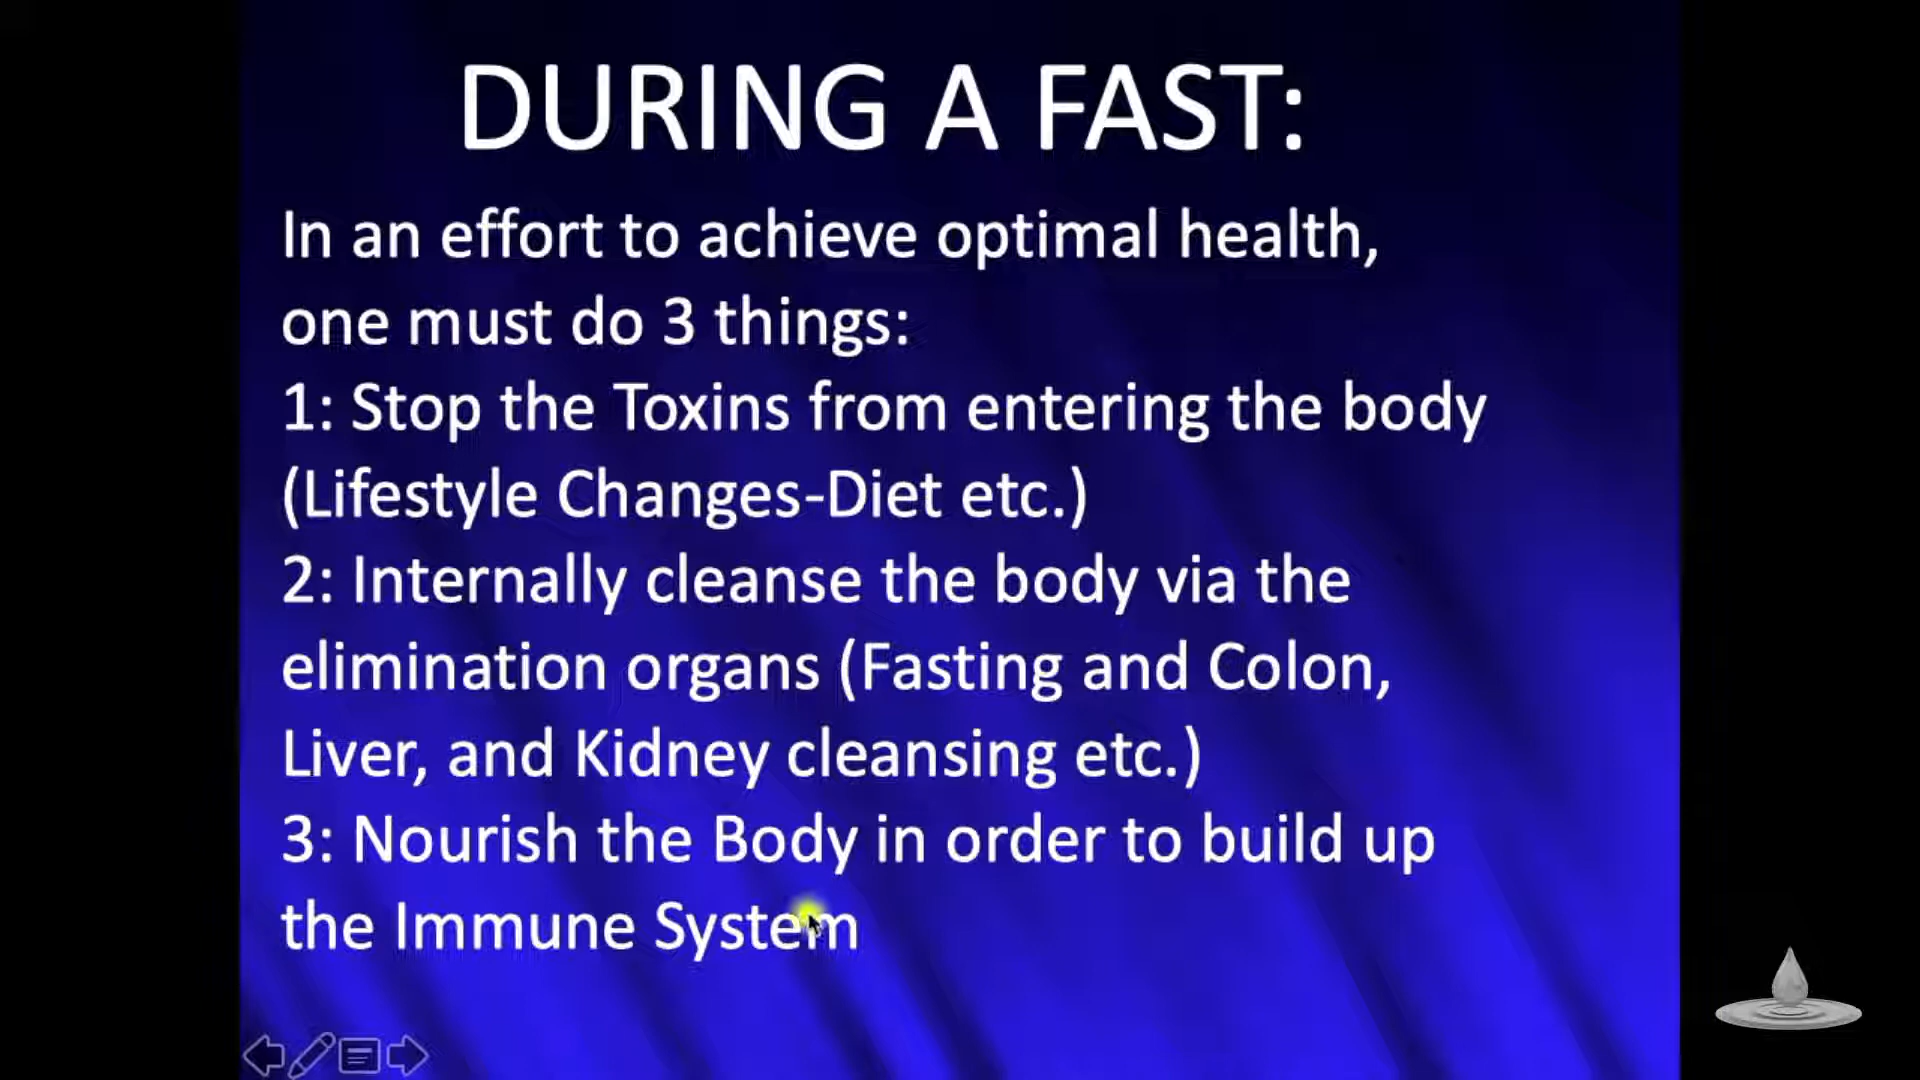 DURING A FAST:
In an effort to achieve optimal health,
one must do 3 things:
1: Stop the Toxins from entering the body
(Lifestyle Changes-Diet etc.)
2: Internally cleanse the body via the
elimination organs (Fasting and Colon,
Liver, and Kidney cleansing etc.)
3: Nourish the Body in order to build up
the Immune System